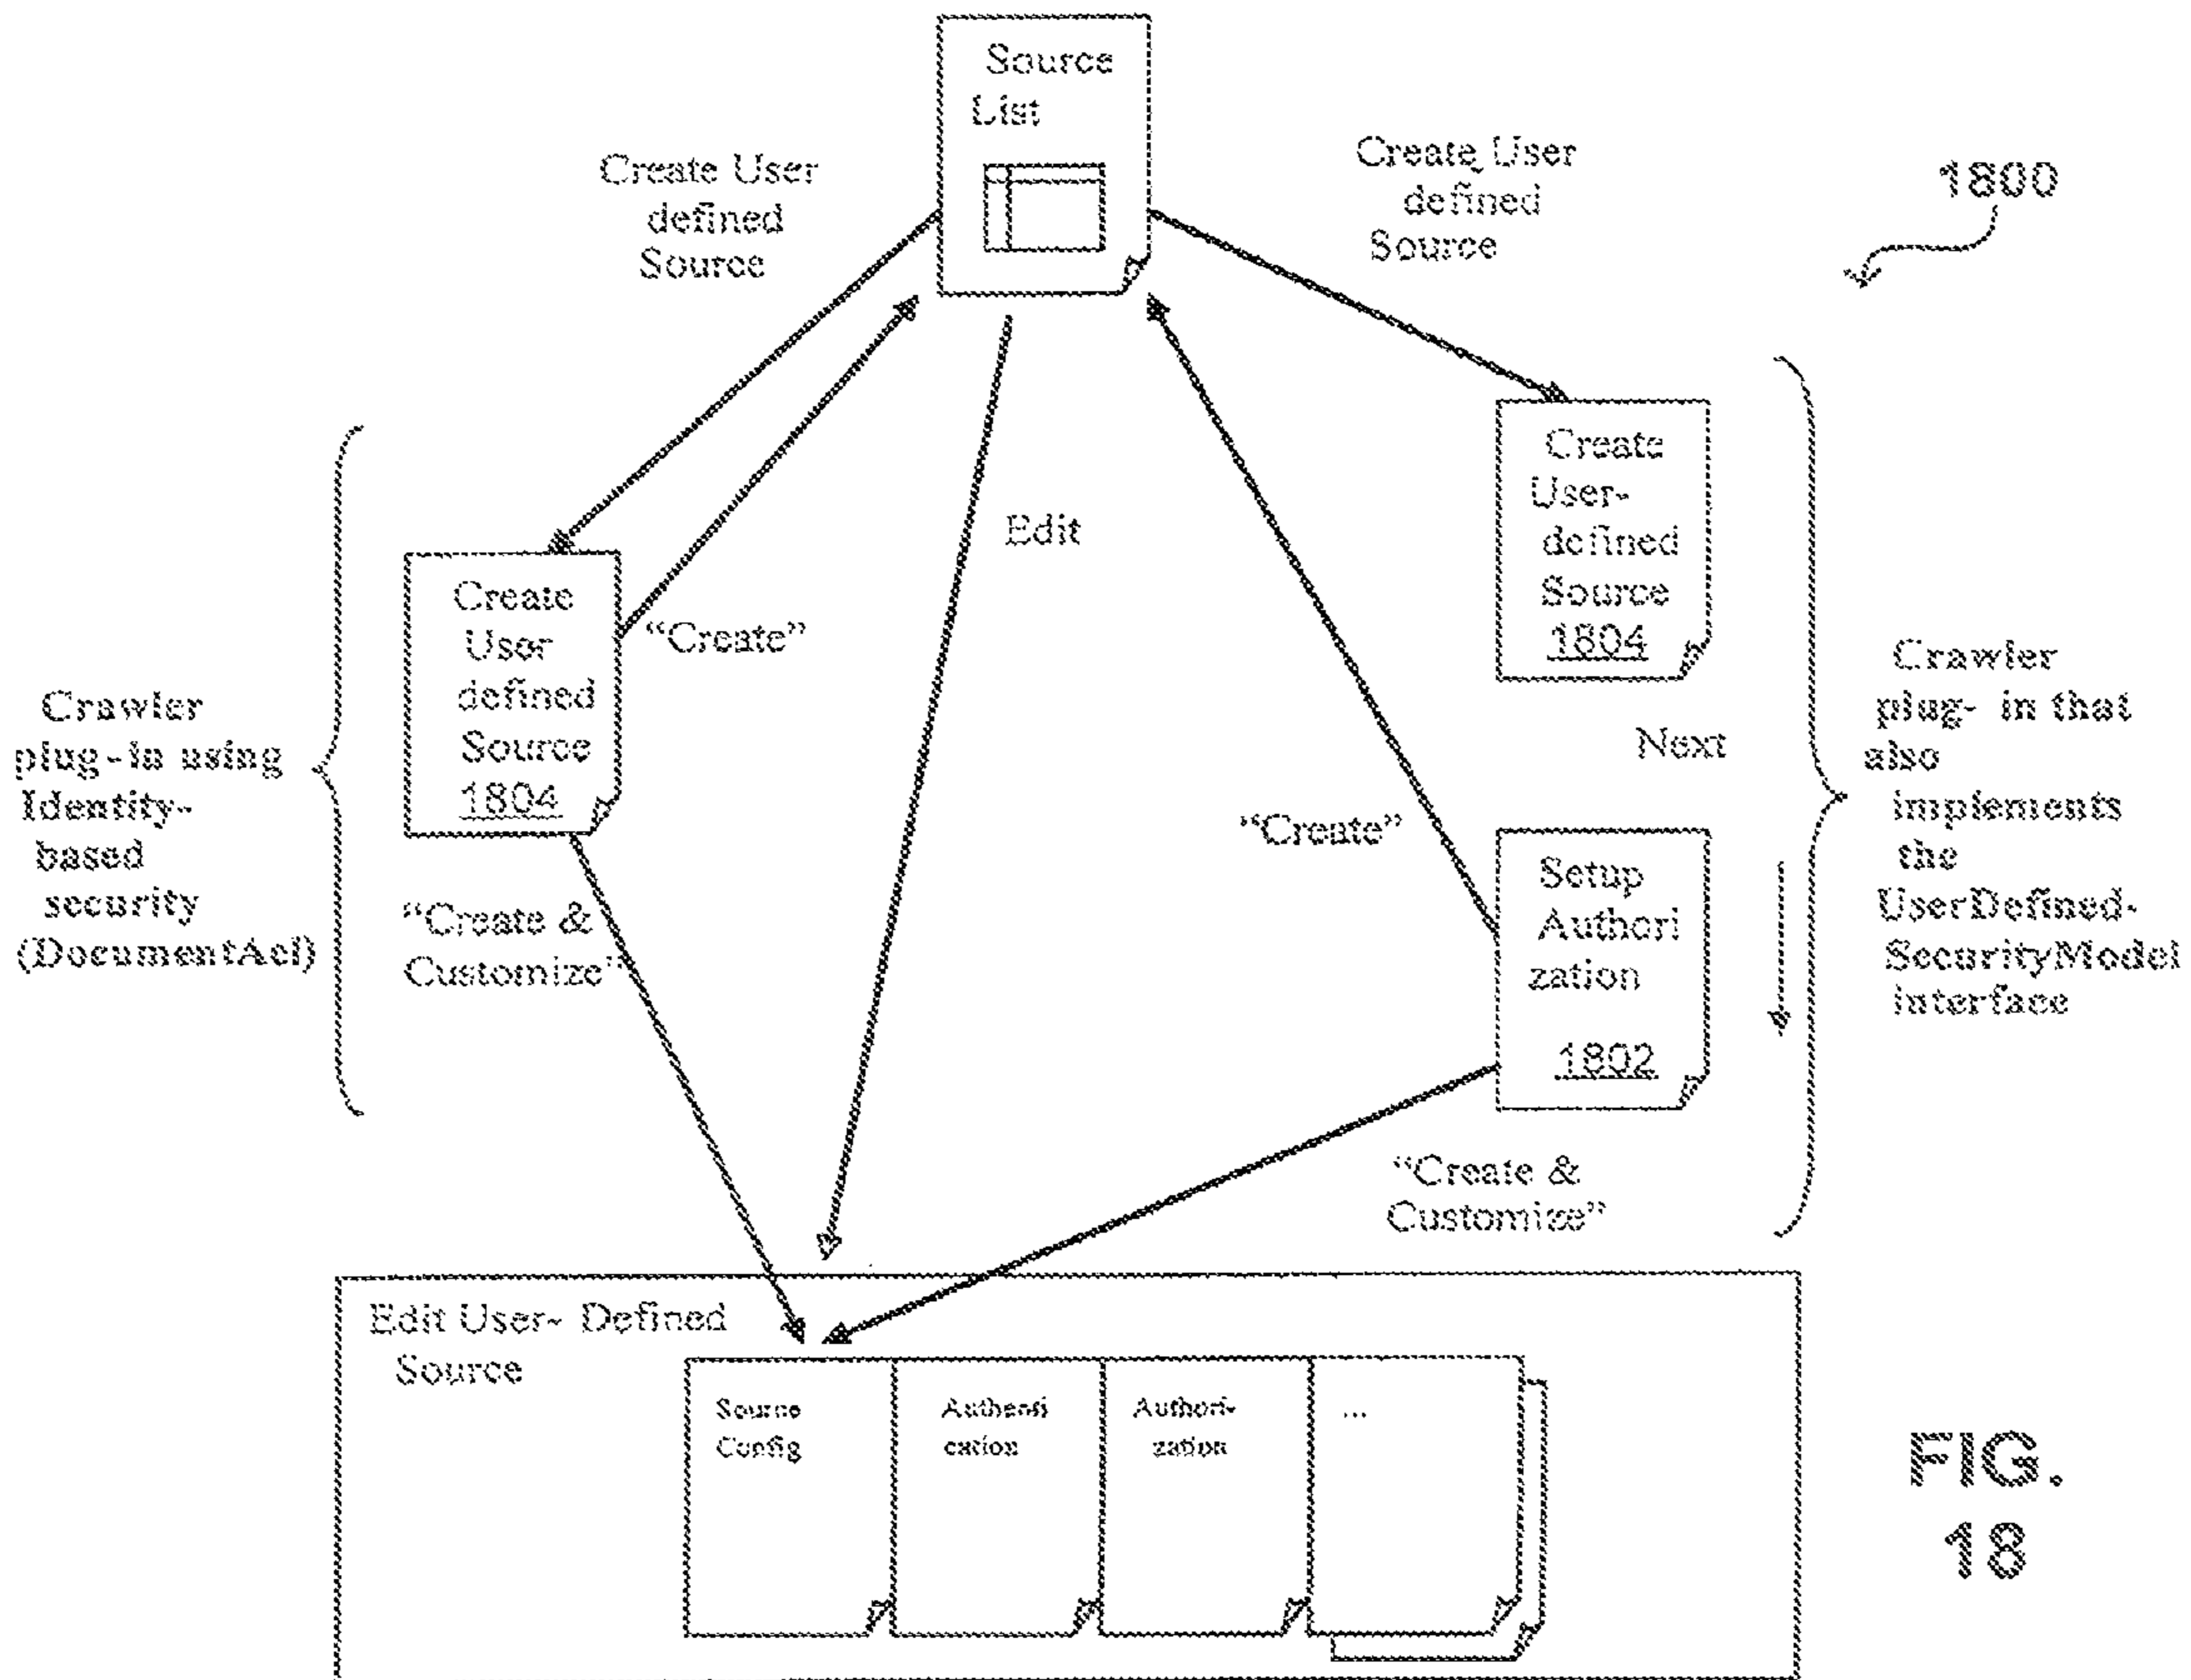 Source
List
Create User
defined
Source
Create User
defined
Source
1800
Create
User
defined
Source
1804
"Create"
Edit
Create
User-
defined
Source
1804
Next
Crawler
plug-in using
Identity-
based
security
(DocumentAcl)
"Create &
Customize"
"Create"
Setup
Authori
zation
1802
Crawler
plug- in that
also
implements
the
UserDefined-
SecurityModel
interface
"Create &
Customize"
Edit User- Defined
Source
Source
Config
Authenti
cation
Authori-
zation
...
FIG.
18